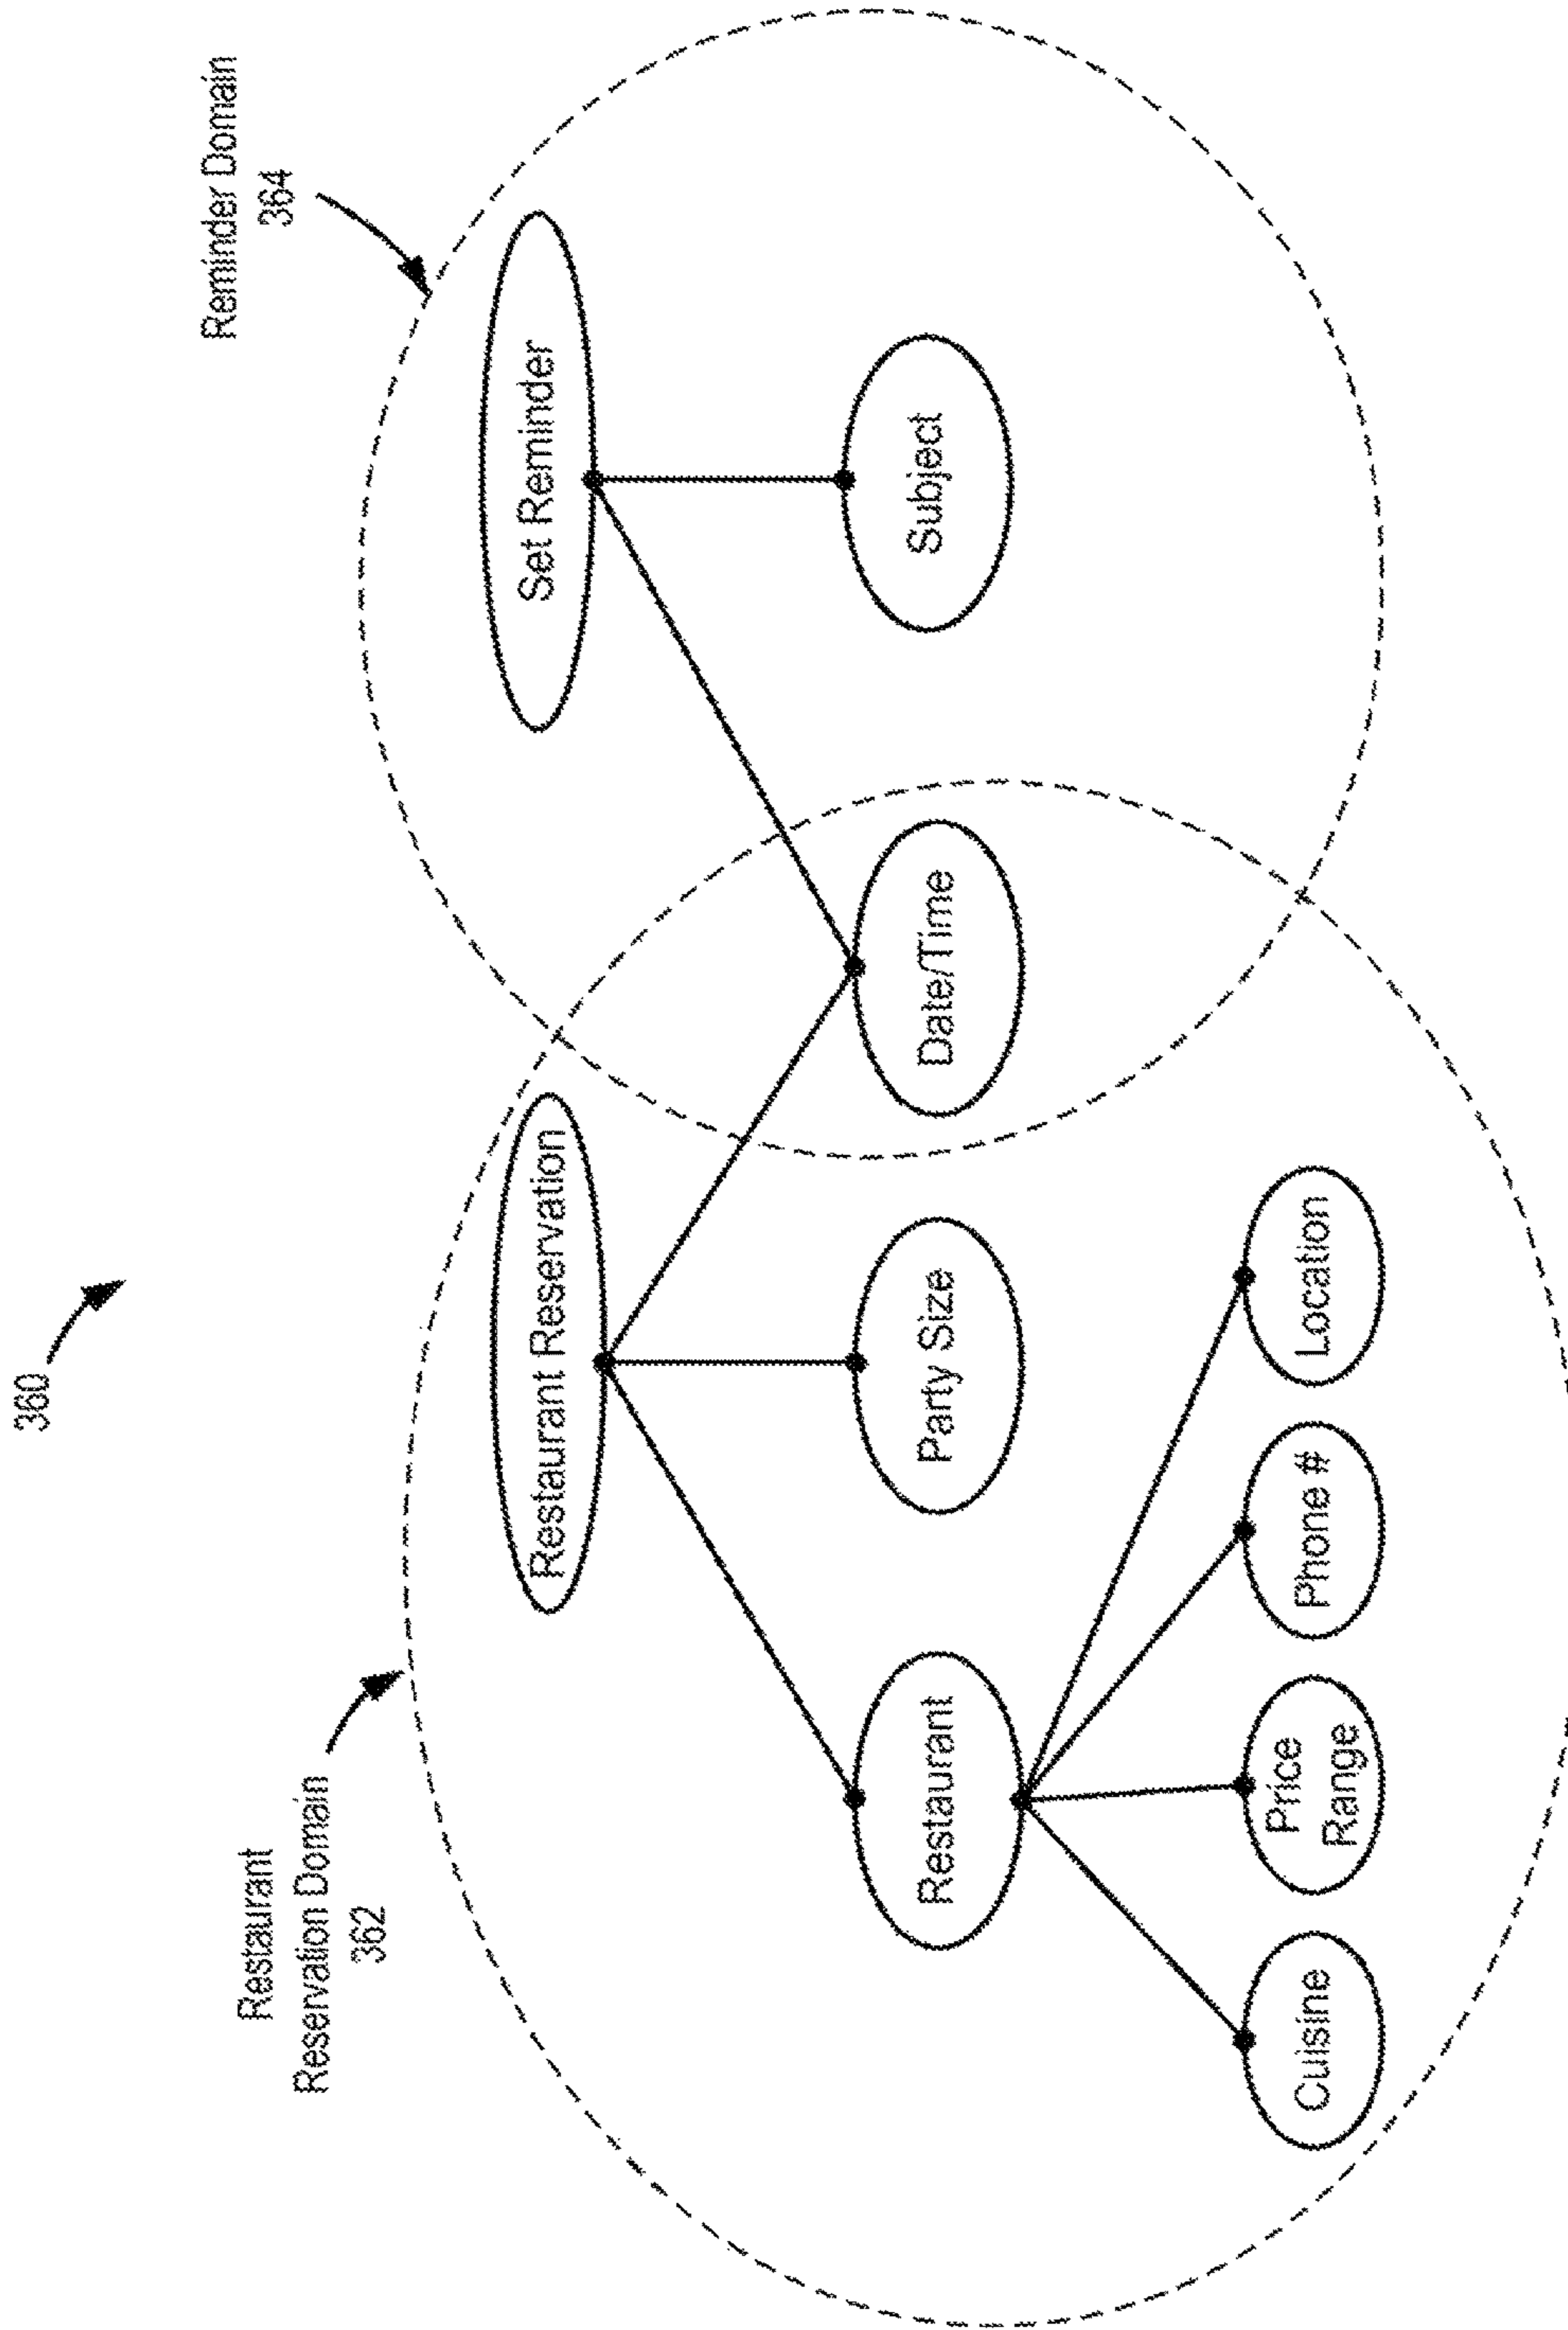 360
Restaurant
Reservation Domain
362
Reminder Domain
364
Restaurant Reservation
Set Reminder
Restaurant
Party Size
Date/Time
Subject
Cuisine
Price
Range
Phone #
Location